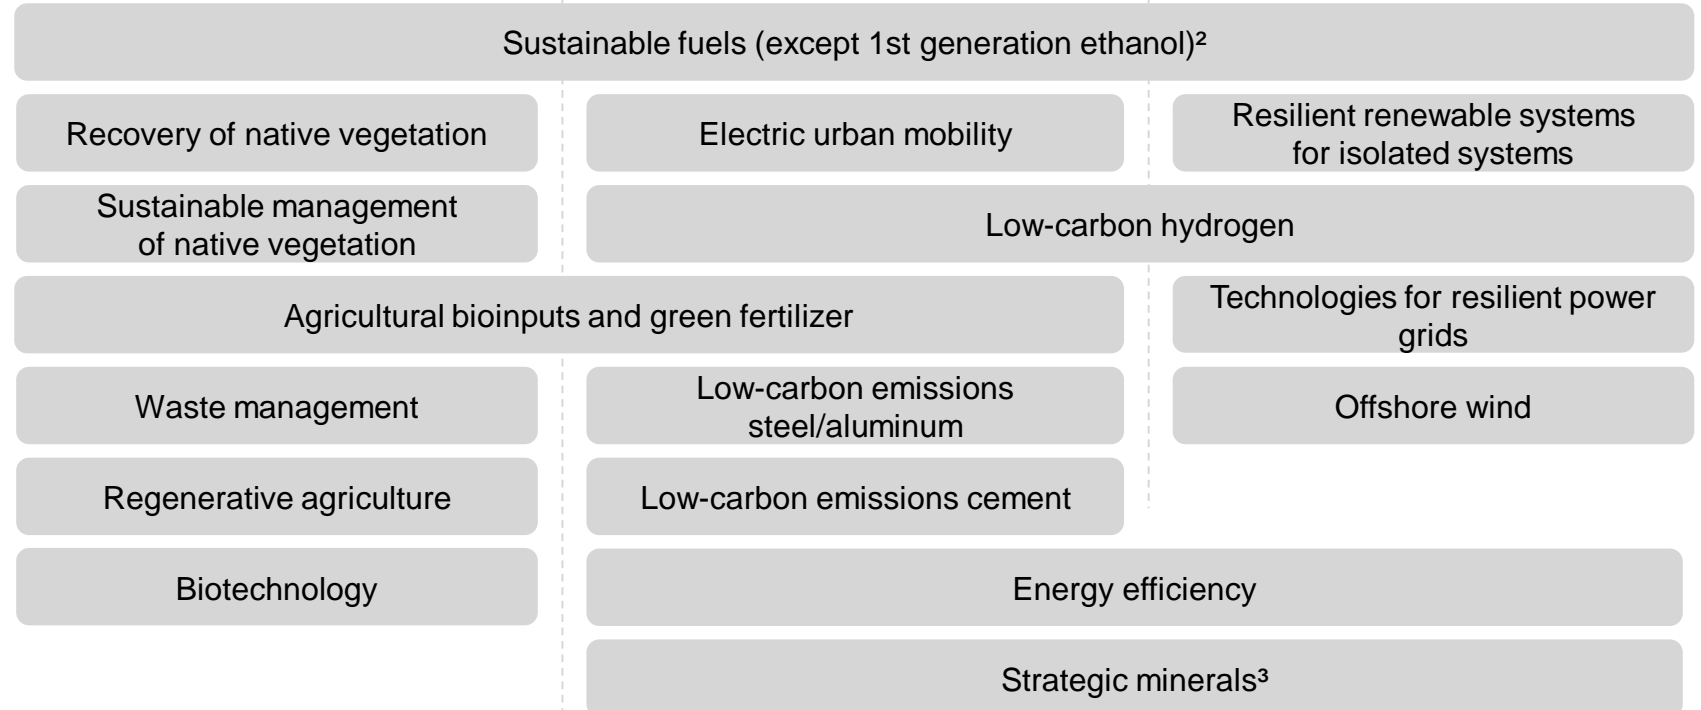 Sustainable fuels (except 1st generation ethanol)²
Recovery of native vegetation
Electric urban mobility
Resilient renewable systems
for isolated systems
Sustainable management
of native vegetation
Low-carbon hydrogen
Agricultural bioinputs and green fertilizer
Technologies for resilient power
grids
Waste management
Low-carbon emissions
steel/aluminum
Offshore wind
Regenerative agriculture
Low-carbon emissions cement
Biotechnology
Energy efficiency
Strategic minerals³